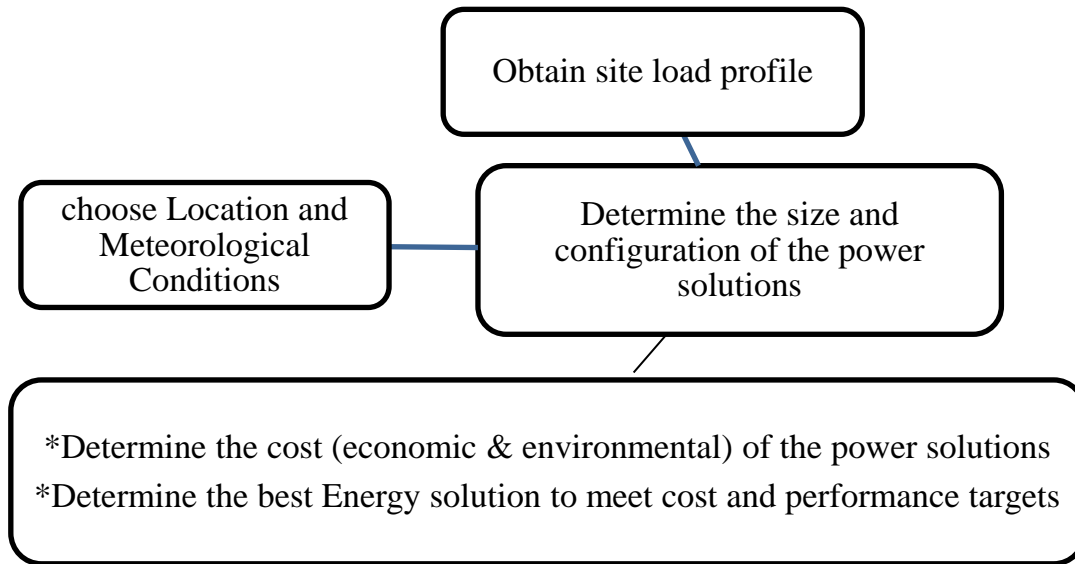 Obtain site load profile
choose Location and
Meteorological
Conditions
Determine the size and
configuration of the power
solutions
*Determine the cost (economic & environmental) of the power solutions
*Determine the best Energy solution to meet cost and performance targets